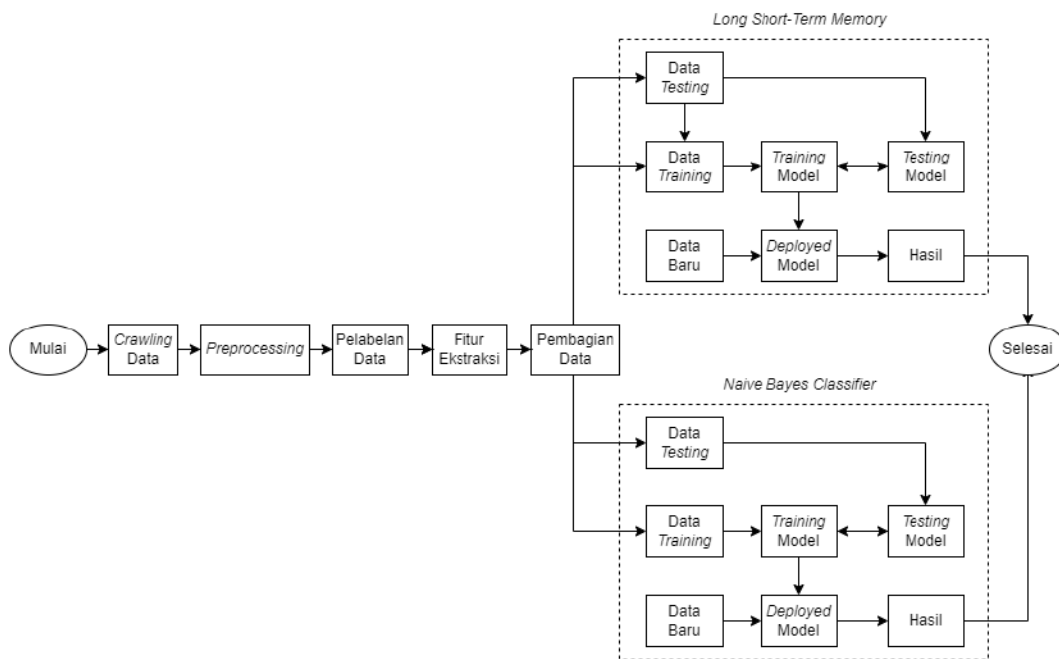 Long Short-Term Memory
Data
Testing
Data
Training
Training
Model
Testing
Model
Data
Baru
Deployed
Model
Hasil
Mulai
Crawling
Data
Preprocessing
Pelabelan
Data
Fitur
Ekstraksi
Pembagian
Data
Selesai
Naive Bayes Classifier
Data
Testing
Data
Training
Training
Model
Testing
Model
Data
Baru
Deployed
Model
Hasil